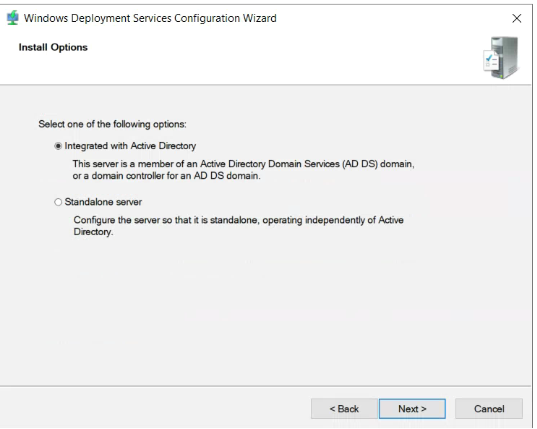 Windows Deployment Services Configuration Wizard
Install Options
Select one of the following options:
Integrated with Active Directory
This server is a member of an Active Directory Domain Services (AD DS) domain,
or a domain controller for an AD DS domain.
Standalone server
Configure the server so that it is standalone, operating independently of Active
Directory.
< Back Next > Cancel